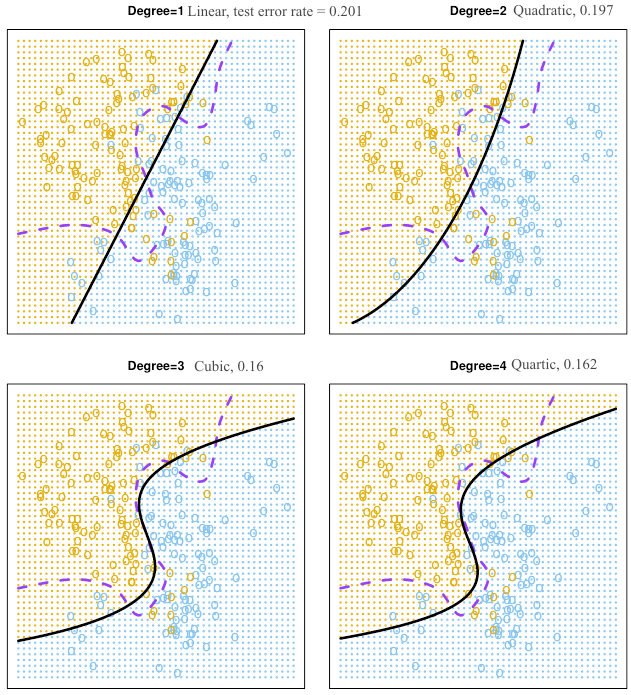 Degree=1 Linear, test error rate = 0.201
Degree=2 Quadratic, 0.197
Degree=3 Cubic, 0.16
Degree=4 Quartic, 0.162